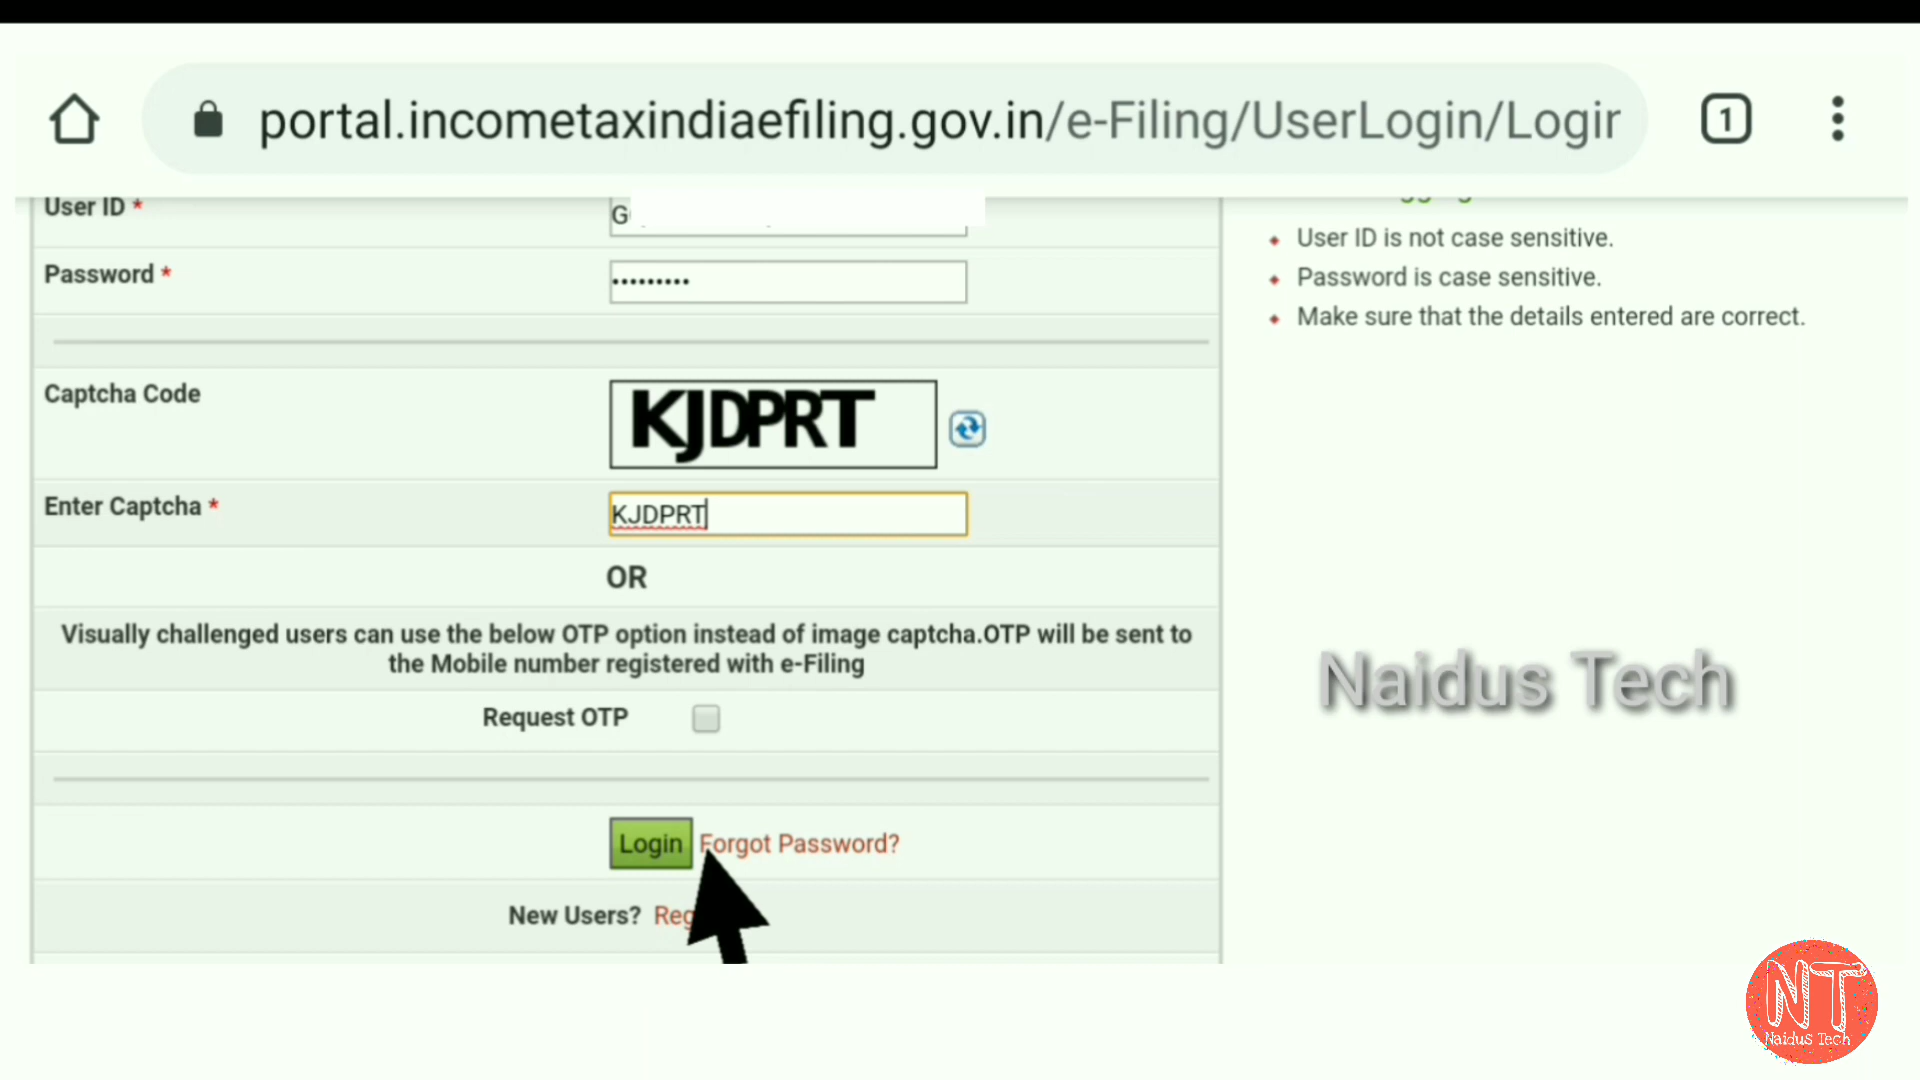 portal.incometaxindiaefiling.gov.in/e-Filing/UserLogin/Logir
1
User ID *
G
Password *
•••••••••
Captcha Code
KJDPRT
Enter Captcha *
KJDPRT
OR
Visually challenged users can use the below OTP option instead of image captcha.OTP will be sent to
the Mobile number registered with e-Filing
Request OTP
Login Forgot Password?
New Users? Reg
User ID is not case sensitive.
Password is case sensitive.
Make sure that the details entered are correct.
Naidus Tech
NT
Naidus Tech